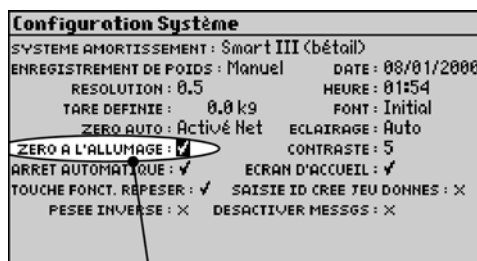 Configuration Système
SYSTEME AMORTISSEMENT : Smart III (bétail)
ENREGISTREMENT DE POIDS : Manuel DATE : 08/01/2006
RESOLUTION : 0.5 HEURE : 01:54
TARE DEFINIE : 0.0 kg FONT : Initial
ZERO AUTO : Activé Net ECLAIRAGE : Auto
ZERO A L'ALLUMAGE : ✓ CONTRASTE : 5
ARRET AUTOMATIQUE : ✓ ECRAN D'ACCUEIL : ✓
TOUCHE FONCT. REPESER : ✓ SAISIE ID CREE JEU DONNES : ×
PESEE INVERSE : × DESACTIVER MESSGS : ×